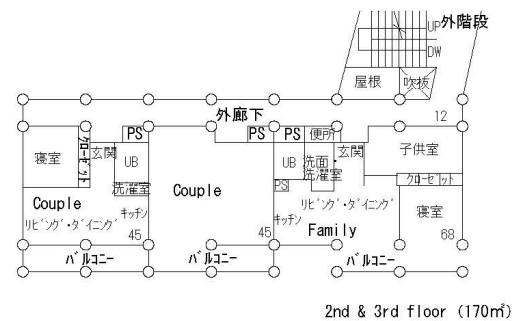 UP 外階段
DW
屋根 吹抜
外廊下 12
PS PS PS 便所
寝室 クローゼット 玄関 UB Couple UB 洗面 洗濯室 玄関 子供室
洗濯室 PS クローゼット
Couple リビング・ダイニング 寝室
リビング・ダイニング キッチン キッチン Family
45 45 68
バルコニー バルコニー バルコニー
2nd & 3rd floor (170㎡)